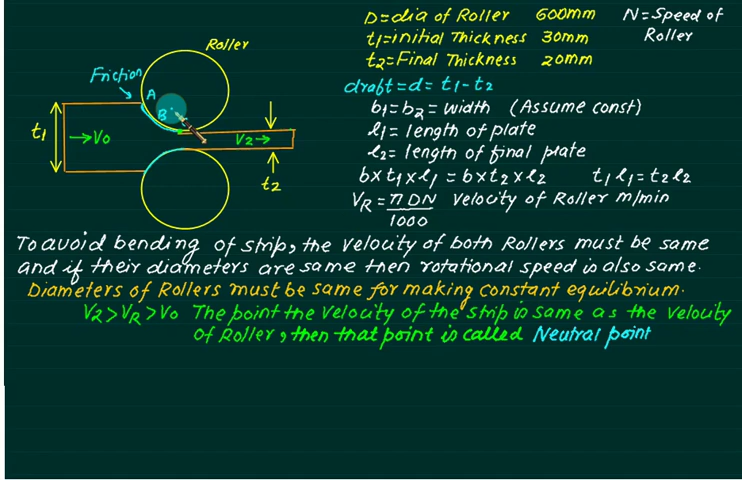 D = dia of Roller 600mm N = Speed of Roller
t1 = initial Thickness 30mm
t2 = Final Thickness 20mm
draft = d = t1 - t2
b1 = b2 = width (Assume const)
l1 = length of plate
l2 = length of final plate
b x t1 x l1 = b x t2 x l2 t1 l1 = t2 l2
VR = π DN / 1000 Velocity of Roller m/min
Roller
Friction
A
B
t1
→ V0
V2 →
t2
To avoid bending of strip, the velocity of both Rollers must be same
and if their diameters are same then rotational speed is also same.
Diameters of Rollers must be same for making constant equilibrium.
V2 > VR > V0 The point the velocity of the strip is same as the velocity
of Roller, then that point is called Neutral point